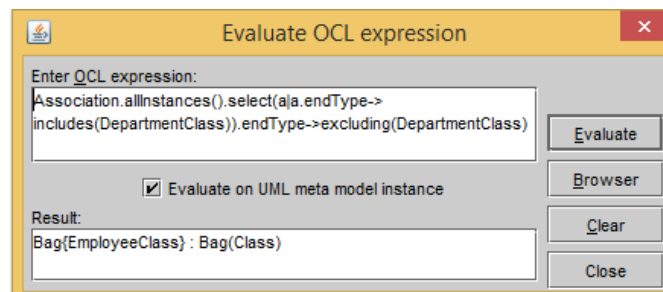 Evaluate OCL expression
Enter OCL expression:
Association.allInstances().select(a|a.endType->
includes(DepartmentClass)).endType->excluding(DepartmentClass)
Evaluate
Evaluate on UML meta model instance
Browser
Result:
Clear
Bag{EmployeeClass} : Bag(Class)
Close